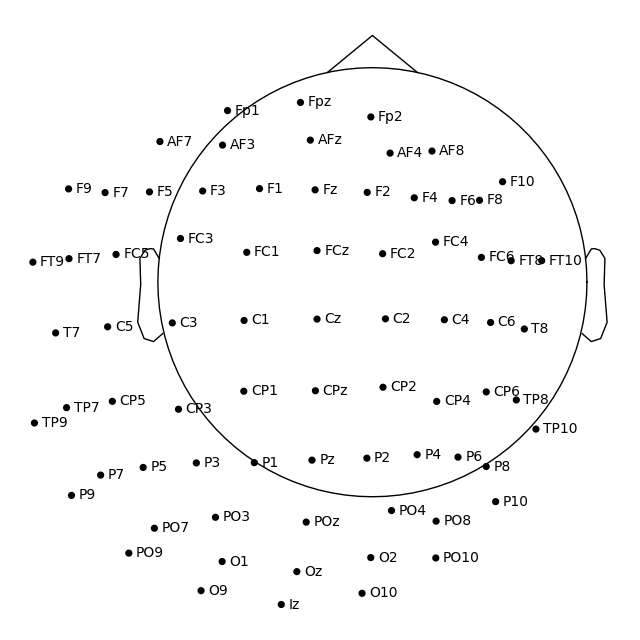 Fpz
Fp1
Fp2
AFz
AF7
AF3
AF4
AF8
F10
F9
F7
F5
F3
F1
Fz
F2
F4
F6
F8
FC3
FC4
FC1
FCz
FC2
FC5
FC6
FT9
FT7
FT8
FT10
C1
Cz
C2
C4
C3
C6
C5
T8
T7
CP1
CPz
CP2
CP6
CP5
CP4
TP8
TP7
CP3
TP9
TP10
P4
P6
P2
Pz
P3
P1
P5
P8
P7
P9
P10
PO4
PO3
POz
PO8
PO7
PO9
O2
PO10
O1
Oz
O9
O10
Iz